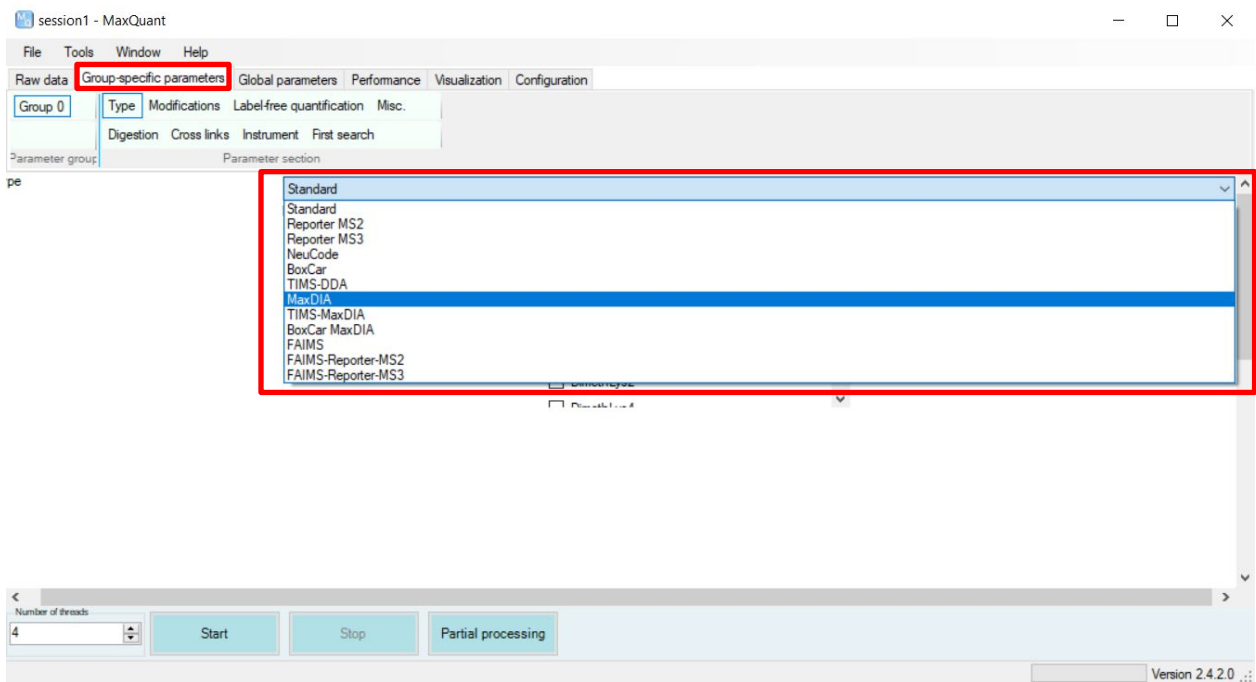 session1 - MaxQuant
File Tools Window Help
Raw data Group-specific parameters Global parameters Performance Visualization Configuration
Group 0 Type Modifications Label-free quantification Misc.
Digestion Cross links Instrument First search
Parameter group Parameter section
pe
Standard
Standard
Reporter MS2
Reporter MS3
NeuCode
BoxCar
TIMS-DDA
MaxDIA
TIMS-MaxDIA
BoxCar MaxDIA
FAIMS
FAIMS-Reporter-MS2
FAIMS-Reporter-MS3
Number of threads
4 Start Stop Partial processing
Version 2.4.2.0